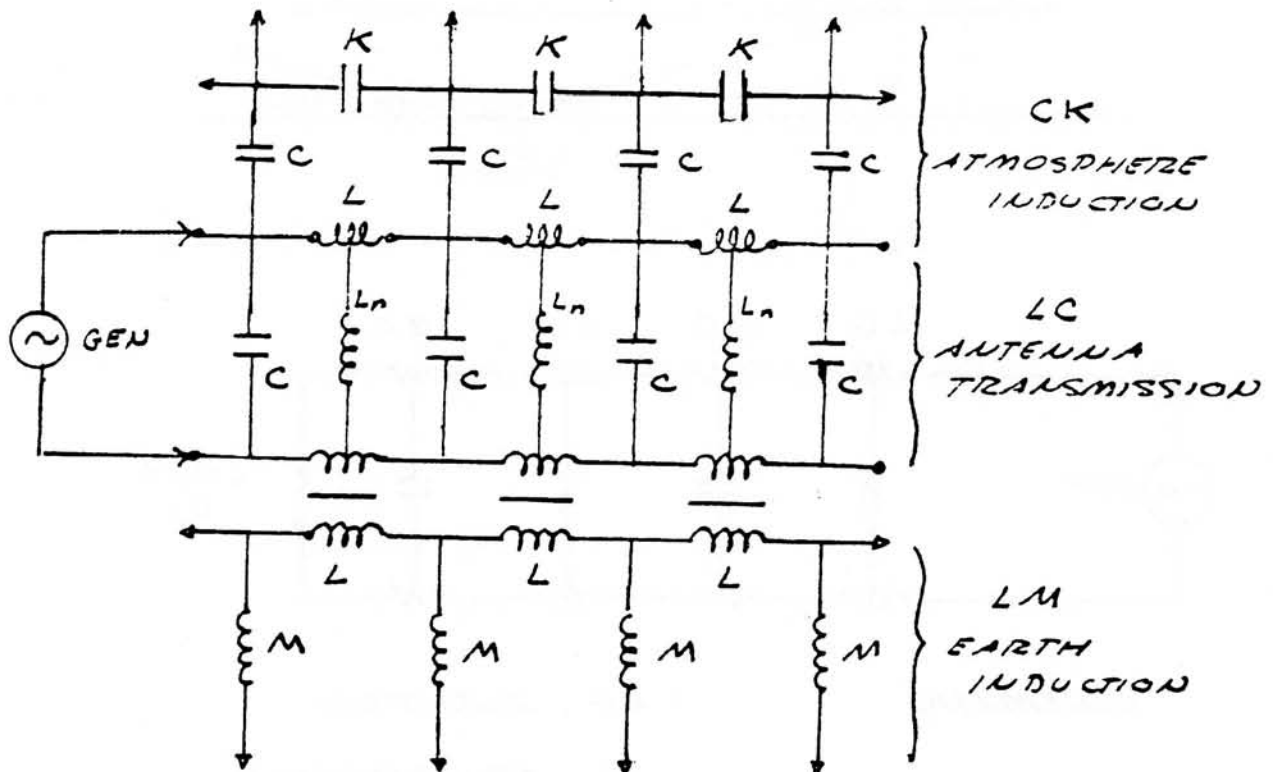 K K K
C C C C
CK
ATMOSPHERE
INDUCTION
L L L
GEN
Ln Ln Ln
C C C C
LC
ANTENNA
TRANSMISSION
L L L
M M M M
LM
EARTH
INDUCTION